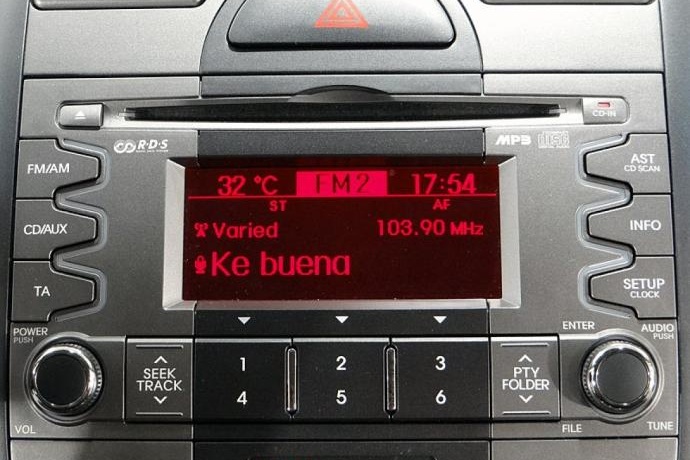 CD-IN
R·D·S
MP3
FM/AM
32 °C FM 2 17:54
AST
CD SCAN
ST AF
CD/AUX
Varied 103.90 MHz
INFO
Ke buena
TA
SETUP
CLOCK
POWER
PUSH
ENTER
AUDIO
PUSH
SEEK
TRACK
1 2 3
4 5 6
PTY
FOLDER
VOL
FILE
TUNE